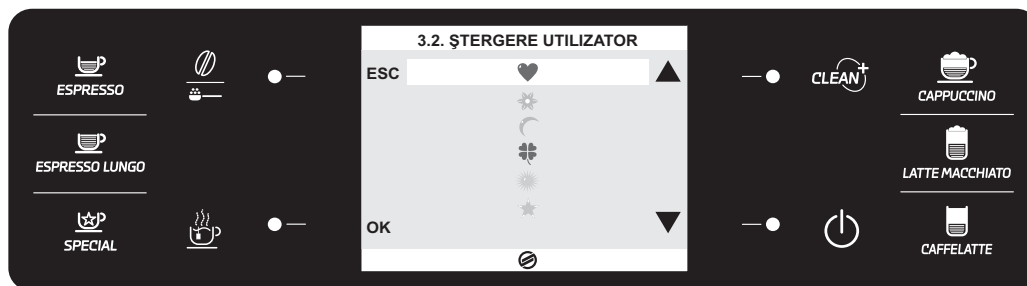 3.2. ŞTERGERE UTILIZATOR
ESC
OK
ESPRESSO
ESPRESSO LUNGO
SPECIAL
CLEAN+
CAPPUCCINO
LATTE MACCHIATO
CAFFELATTE